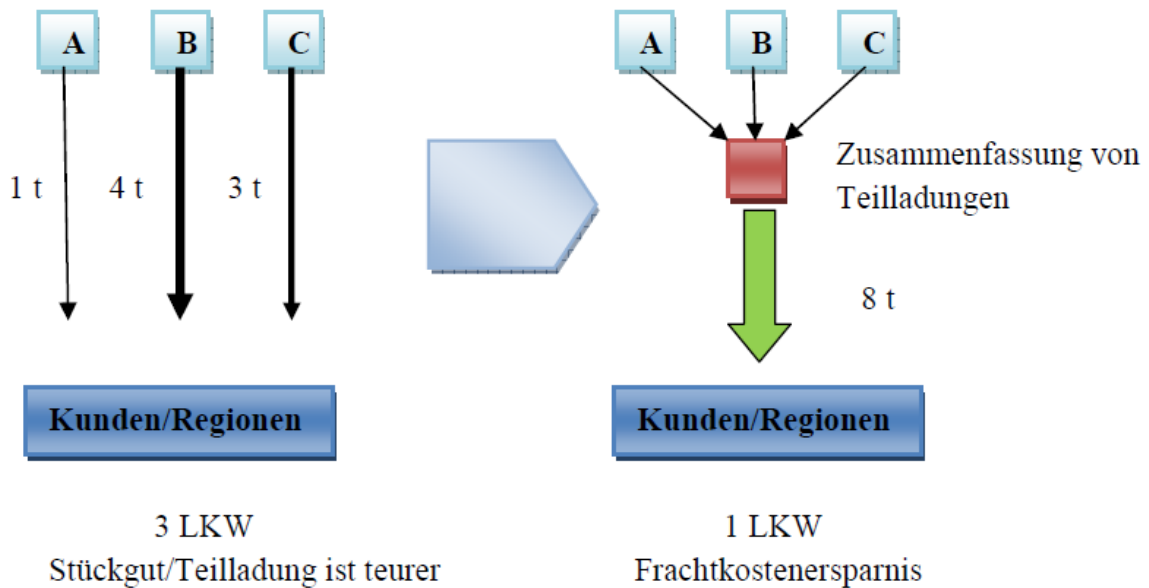 A
B
C
1 t
4 t
3 t
Kunden/Regionen
3 LKW
Stückgut/Teilladung ist teurer
A
B
C
Zusammenfassung von
Teilladungen
8 t
Kunden/Regionen
1 LKW
Frachtkostenersparnis